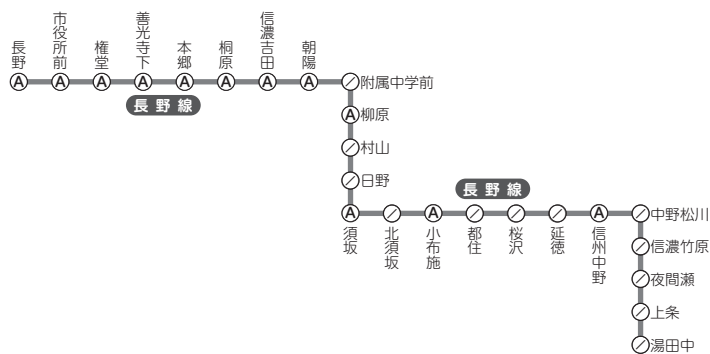 長野
市役所前
権堂
善光寺下
本郷
桐原
信濃吉田
朝陽
A
A
A
A
A
A
A
A
附属中学前
長野線
A
柳原
村山
日野
長野線
A
A
A
中野松川
須坂
北須坂
小布施
都住
桜沢
延徳
信州中野
信濃竹原
夜間瀬
上条
湯田中